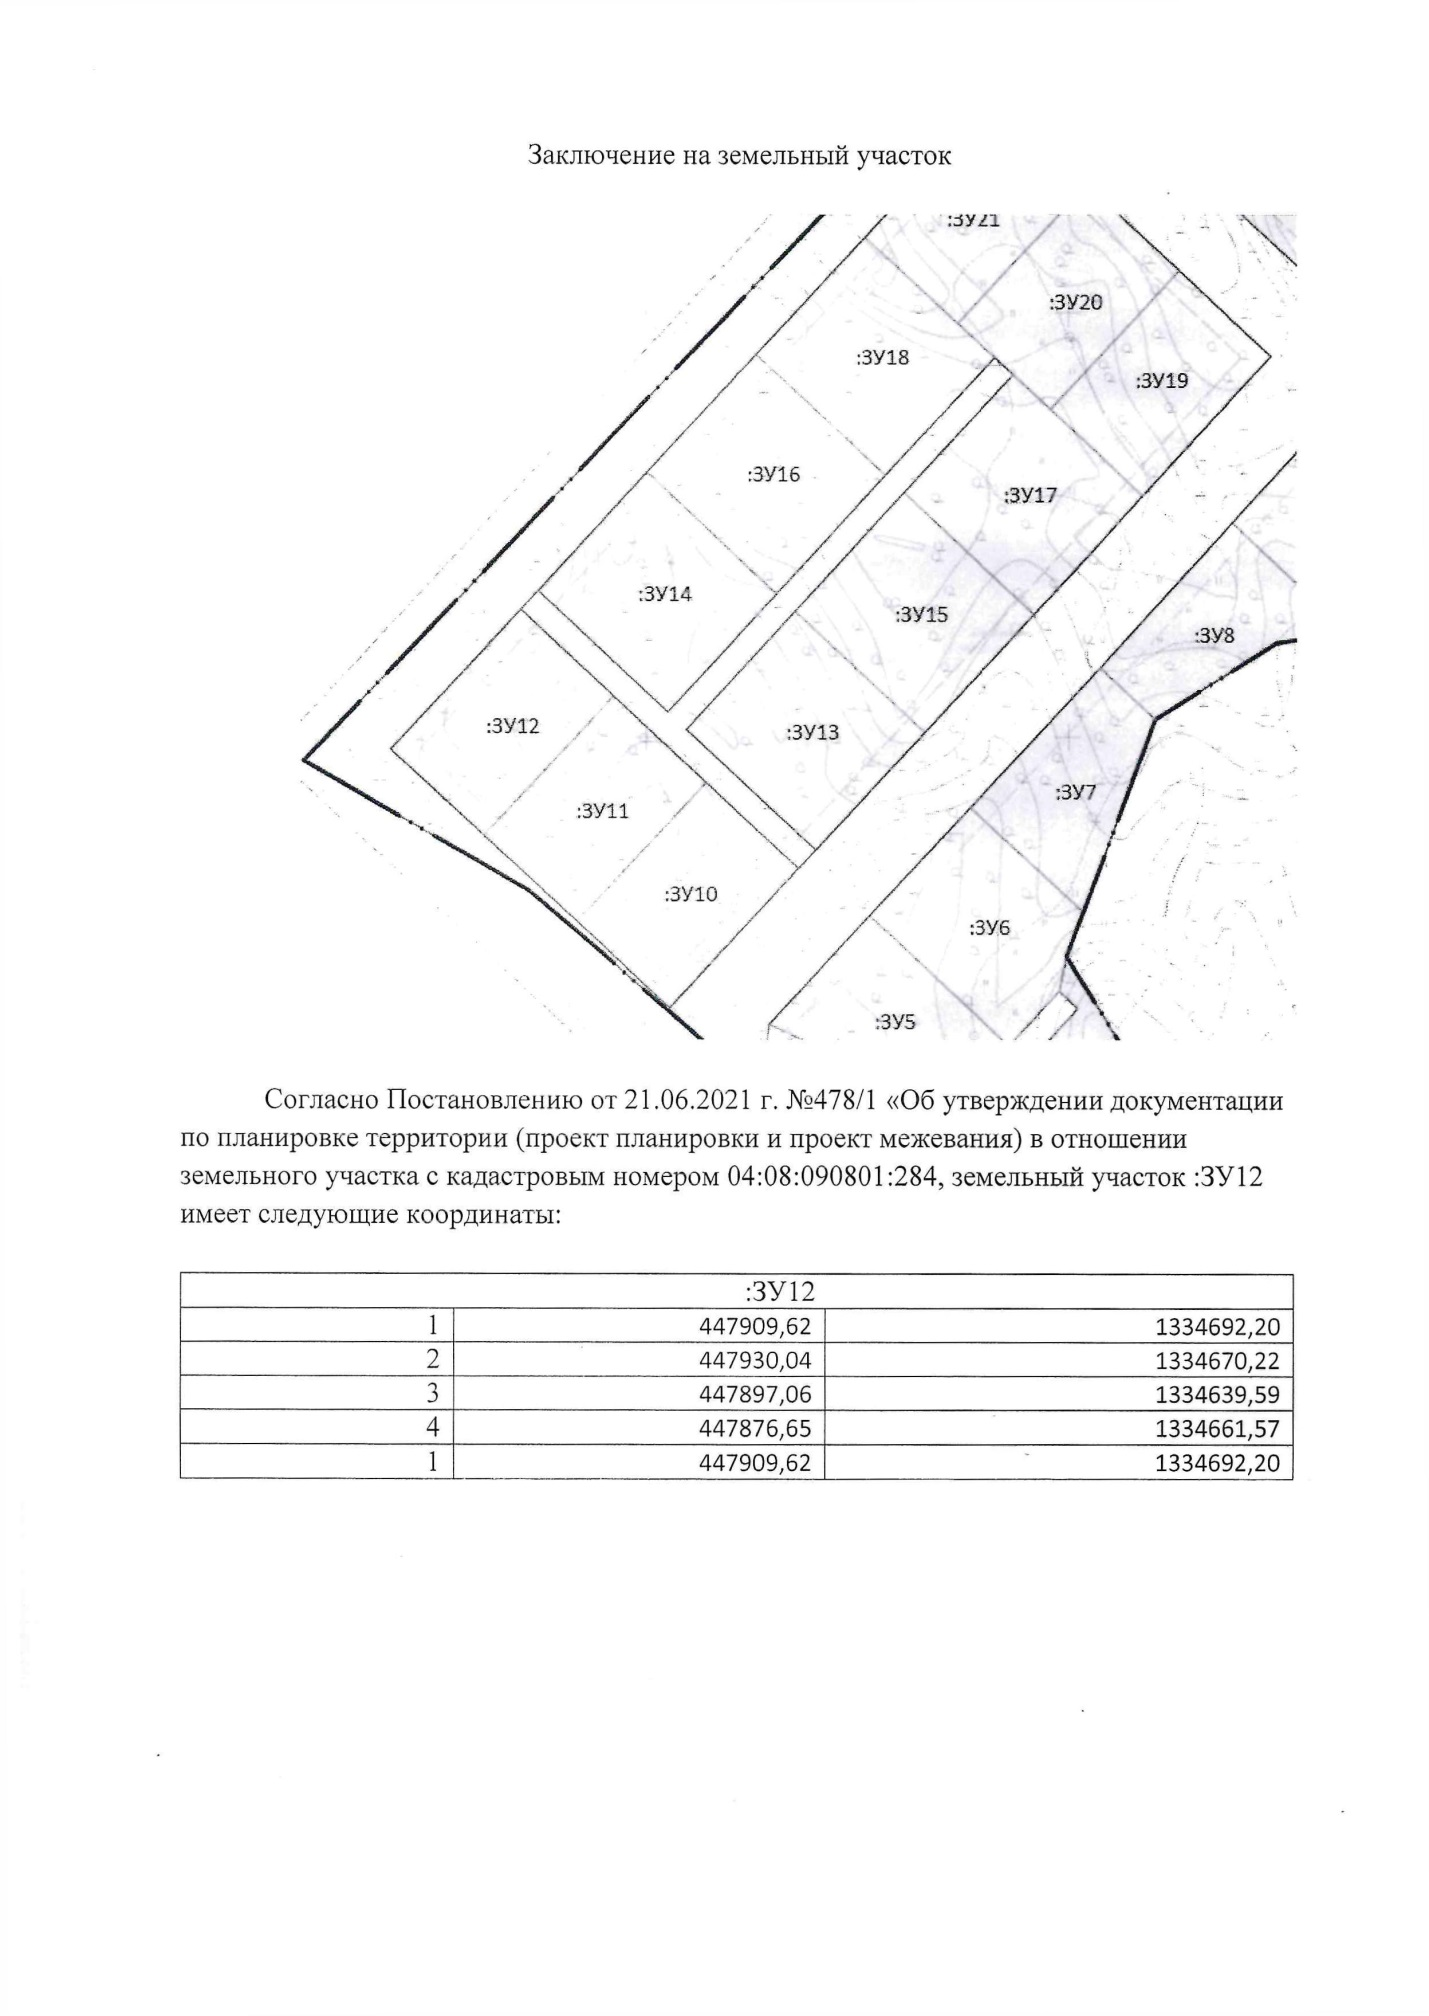 Заключение на земельный участок
:ЗУ21
:ЗУ20
:ЗУ18
:ЗУ19
:ЗУ16
:ЗУ17
:ЗУ14
:ЗУ15
:ЗУ8
:ЗУ12
:ЗУ13
:ЗУ7
:ЗУ11
:ЗУ10
:ЗУ6
:ЗУ5
Согласно Постановлению от 21.06.2021 г. №478/1 «Об утверждении документации
по планировке территории (проект планировки и проект межевания) в отношении
земельного участка с кадастровым номером 04:08:090801:284, земельный участок :ЗУ12
имеет следующие координаты:
:ЗУ12
1 447909,62 1334692,20
2 447930,04 1334670,22
3 447897,06 1334639,59
4 447876,65 1334661,57
1 447909,62 1334692,20